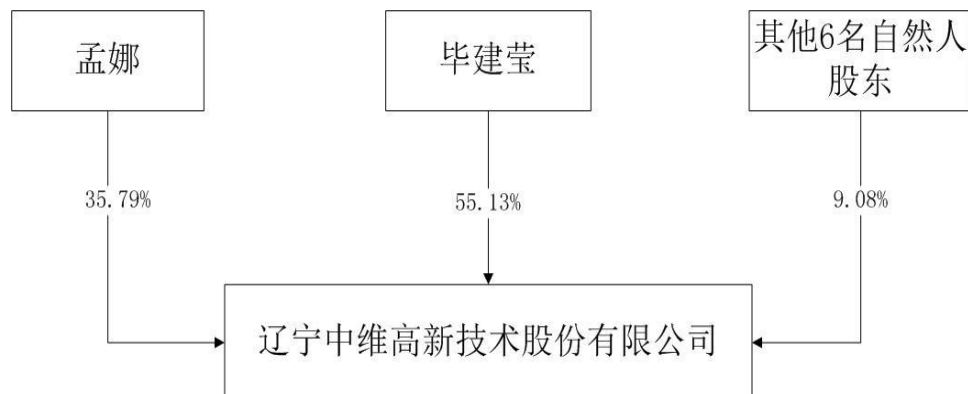 孟娜
毕建莹
其他6名自然人
股东
35.79%
55.13%
9.08%
辽宁中维高新技术股份有限公司